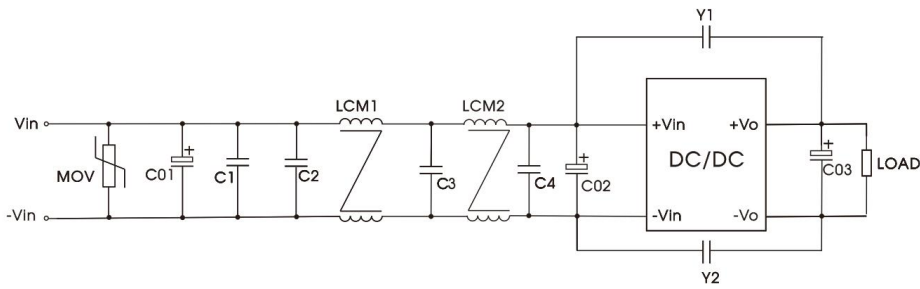 Y1
LCM1
LCM2
Vin
+Vin
+Vo
MOV
+
C01
C1
C2
C3
C4
+
C02
DC/DC
+
C03
LOAD
-Vin
-Vin
-Vo
Y2